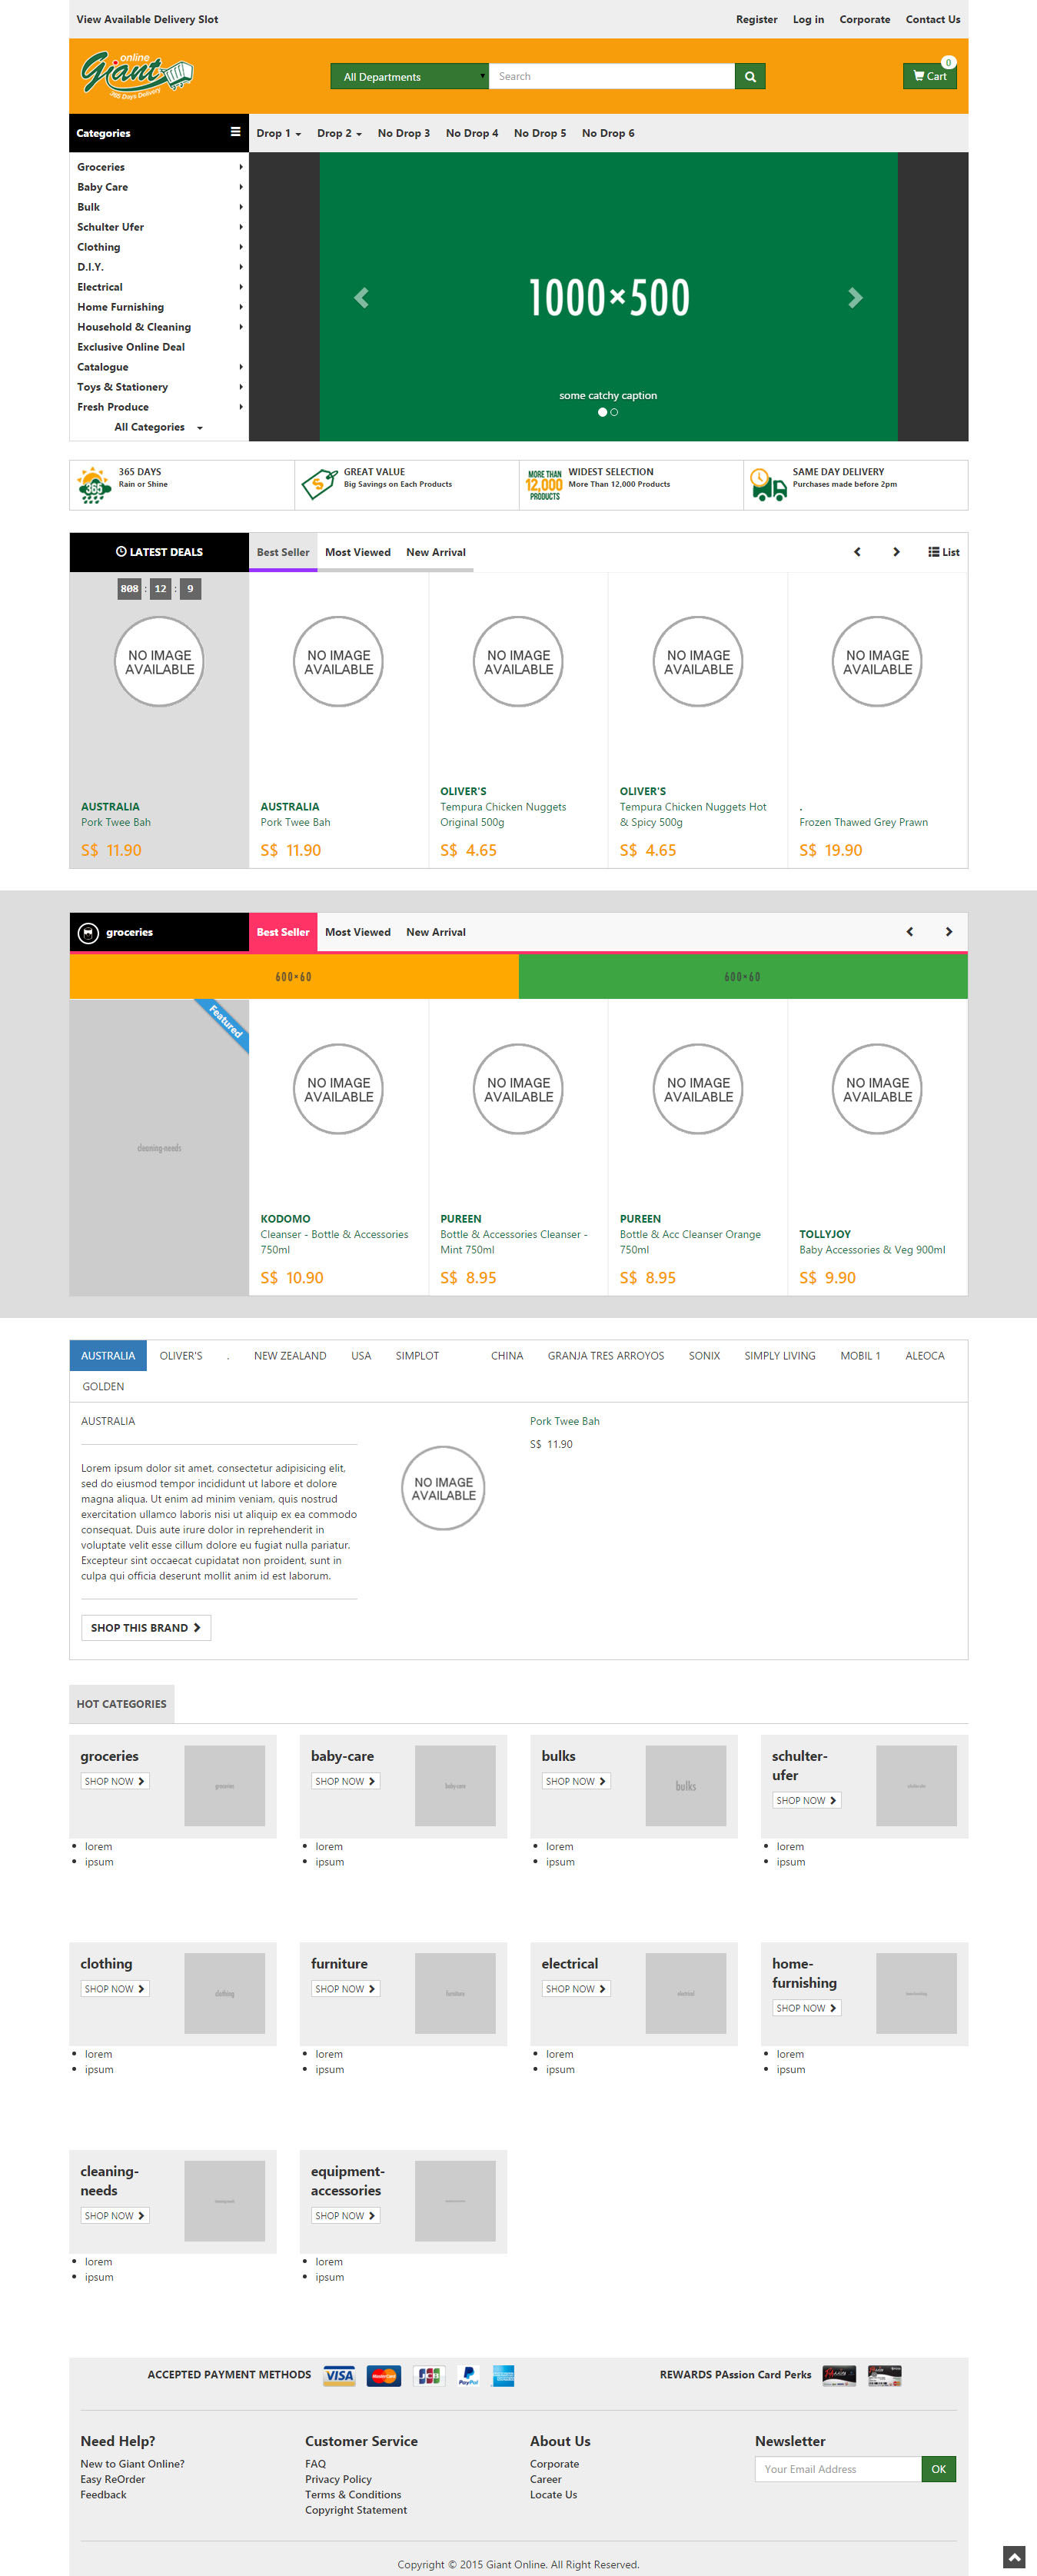 View Available Delivery Slot
Register Log in Corporate Contact Us
online
Giant
365 Days Delivery
All Departments
Search
0
Cart
Categories
Drop 1 Drop 2 No Drop 3 No Drop 4 No Drop 5 No Drop 6
Groceries
Baby Care
Bulk
Schulter Ufer
Clothing
D.I.Y.
Electrical
Home Furnishing
Household & Cleaning
Exclusive Online Deal
Catalogue
Toys & Stationery
Fresh Produce
All Categories
1000×500
some catchy caption
365
365 DAYS
Rain or Shine
GREAT VALUE
Big Savings on Each Products
MORE THAN
12,000
PRODUCTS
WIDEST SELECTION
More Than 12,000 Products
SAME DAY DELIVERY
Purchases made before 2pm
LATEST DEALS
Best Seller Most Viewed New Arrival
List
808 : 12 : 9
NO IMAGE
AVAILABLE
AUSTRALIA
Pork Twee Bah
S$ 11.90
NO IMAGE
AVAILABLE
AUSTRALIA
Pork Twee Bah
S$ 11.90
NO IMAGE
AVAILABLE
OLIVER'S
Tempura Chicken Nuggets
Original 500g
S$ 4.65
NO IMAGE
AVAILABLE
OLIVER'S
Tempura Chicken Nuggets Hot
& Spicy 500g
S$ 4.65
NO IMAGE
AVAILABLE
.
Frozen Thawed Grey Prawn
S$ 19.90
groceries
Best Seller Most Viewed New Arrival
600×60
600×60
Featured
cleaning-needs
NO IMAGE
AVAILABLE
KODOMO
Cleanser - Bottle & Accessories
750ml
S$ 10.90
NO IMAGE
AVAILABLE
PUREEN
Bottle & Accessories Cleanser -
Mint 750ml
S$ 8.95
NO IMAGE
AVAILABLE
PUREEN
Bottle & Acc Cleanser Orange
750ml
S$ 8.95
NO IMAGE
AVAILABLE
TOLLYJOY
Baby Accessories & Veg 900ml
S$ 9.90
AUSTRALIA OLIVER'S . NEW ZEALAND USA SIMPLOT CHINA GRANJA TRES ARROYOS SONIX SIMPLY LIVING MOBIL 1 ALEOCA
GOLDEN
AUSTRALIA
Lorem ipsum dolor sit amet, consectetur adipisicing elit,
sed do eiusmod tempor incididunt ut labore et dolore
magna aliqua. Ut enim ad minim veniam, quis nostrud
exercitation ullamco laboris nisi ut aliquip ex ea commodo
consequat. Duis aute irure dolor in reprehenderit in
voluptate velit esse cillum dolore eu fugiat nulla pariatur.
Excepteur sint occaecat cupidatat non proident, sunt in
culpa qui officia deserunt mollit anim id est laborum.
SHOP THIS BRAND
NO IMAGE
AVAILABLE
Pork Twee Bah
S$ 11.90
HOT CATEGORIES
groceries
SHOP NOW
groceries
lorem
ipsum
baby-care
SHOP NOW
baby-care
lorem
ipsum
bulks
SHOP NOW
bulks
lorem
ipsum
schulter-
ufer
SHOP NOW
schulter-ufer
lorem
ipsum
clothing
SHOP NOW
clothing
lorem
ipsum
furniture
SHOP NOW
furniture
lorem
ipsum
electrical
SHOP NOW
electrical
lorem
ipsum
home-
furnishing
SHOP NOW
lorem
ipsum
cleaning-
needs
SHOP NOW
lorem
ipsum
equipment-
accessories
SHOP NOW
lorem
ipsum
ACCEPTED PAYMENT METHODS
VISA
MasterCard
JCB
PayPal
REWARDS PAssion Card Perks
Need Help?
New to Giant Online?
Easy ReOrder
Feedback
Customer Service
FAQ
Privacy Policy
Terms & Conditions
Copyright Statement
About Us
Corporate
Career
Locate Us
Newsletter
Your Email Address
OK
Copyright © 2015 Giant Online. All Right Reserved.